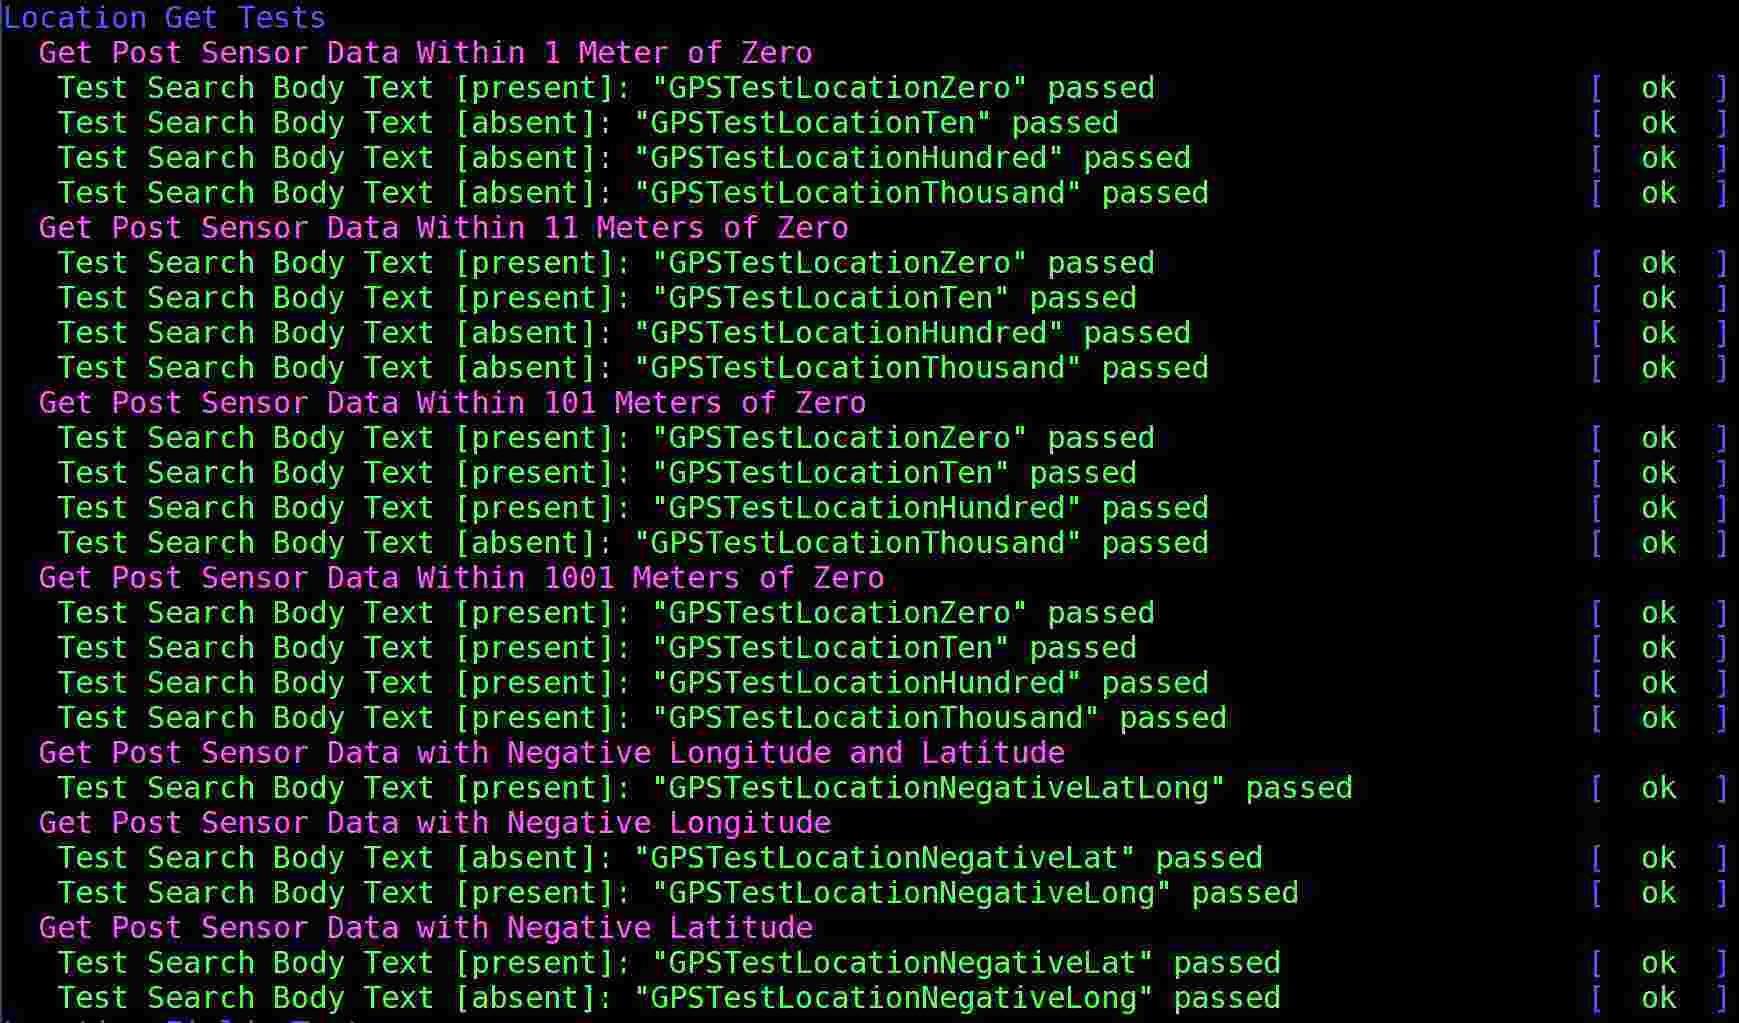 Location Get Tests
Get Post Sensor Data Within 1 Meter of Zero
Test Search Body Text [present]: "GPSTestLocationZero" passed [ ok ]
Test Search Body Text [absent]: "GPSTestLocationTen" passed [ ok ]
Test Search Body Text [absent]: "GPSTestLocationHundred" passed [ ok ]
Test Search Body Text [absent]: "GPSTestLocationThousand" passed [ ok ]
Get Post Sensor Data Within 11 Meters of Zero
Test Search Body Text [present]: "GPSTestLocationZero" passed [ ok ]
Test Search Body Text [present]: "GPSTestLocationTen" passed [ ok ]
Test Search Body Text [absent]: "GPSTestLocationHundred" passed [ ok ]
Test Search Body Text [absent]: "GPSTestLocationThousand" passed [ ok ]
Get Post Sensor Data Within 101 Meters of Zero
Test Search Body Text [present]: "GPSTestLocationZero" passed [ ok ]
Test Search Body Text [present]: "GPSTestLocationTen" passed [ ok ]
Test Search Body Text [present]: "GPSTestLocationHundred" passed [ ok ]
Test Search Body Text [absent]: "GPSTestLocationThousand" passed [ ok ]
Get Post Sensor Data Within 1001 Meters of Zero
Test Search Body Text [present]: "GPSTestLocationZero" passed [ ok ]
Test Search Body Text [present]: "GPSTestLocationTen" passed [ ok ]
Test Search Body Text [present]: "GPSTestLocationHundred" passed [ ok ]
Test Search Body Text [present]: "GPSTestLocationThousand" passed [ ok ]
Get Post Sensor Data with Negative Longitude and Latitude
Test Search Body Text [present]: "GPSTestLocationNegativeLatLong" passed [ ok ]
Get Post Sensor Data with Negative Longitude
Test Search Body Text [absent]: "GPSTestLocationNegativeLat" passed [ ok ]
Test Search Body Text [present]: "GPSTestLocationNegativeLong" passed [ ok ]
Get Post Sensor Data with Negative Latitude
Test Search Body Text [present]: "GPSTestLocationNegativeLat" passed [ ok ]
Test Search Body Text [absent]: "GPSTestLocationNegativeLong" passed [ ok ]